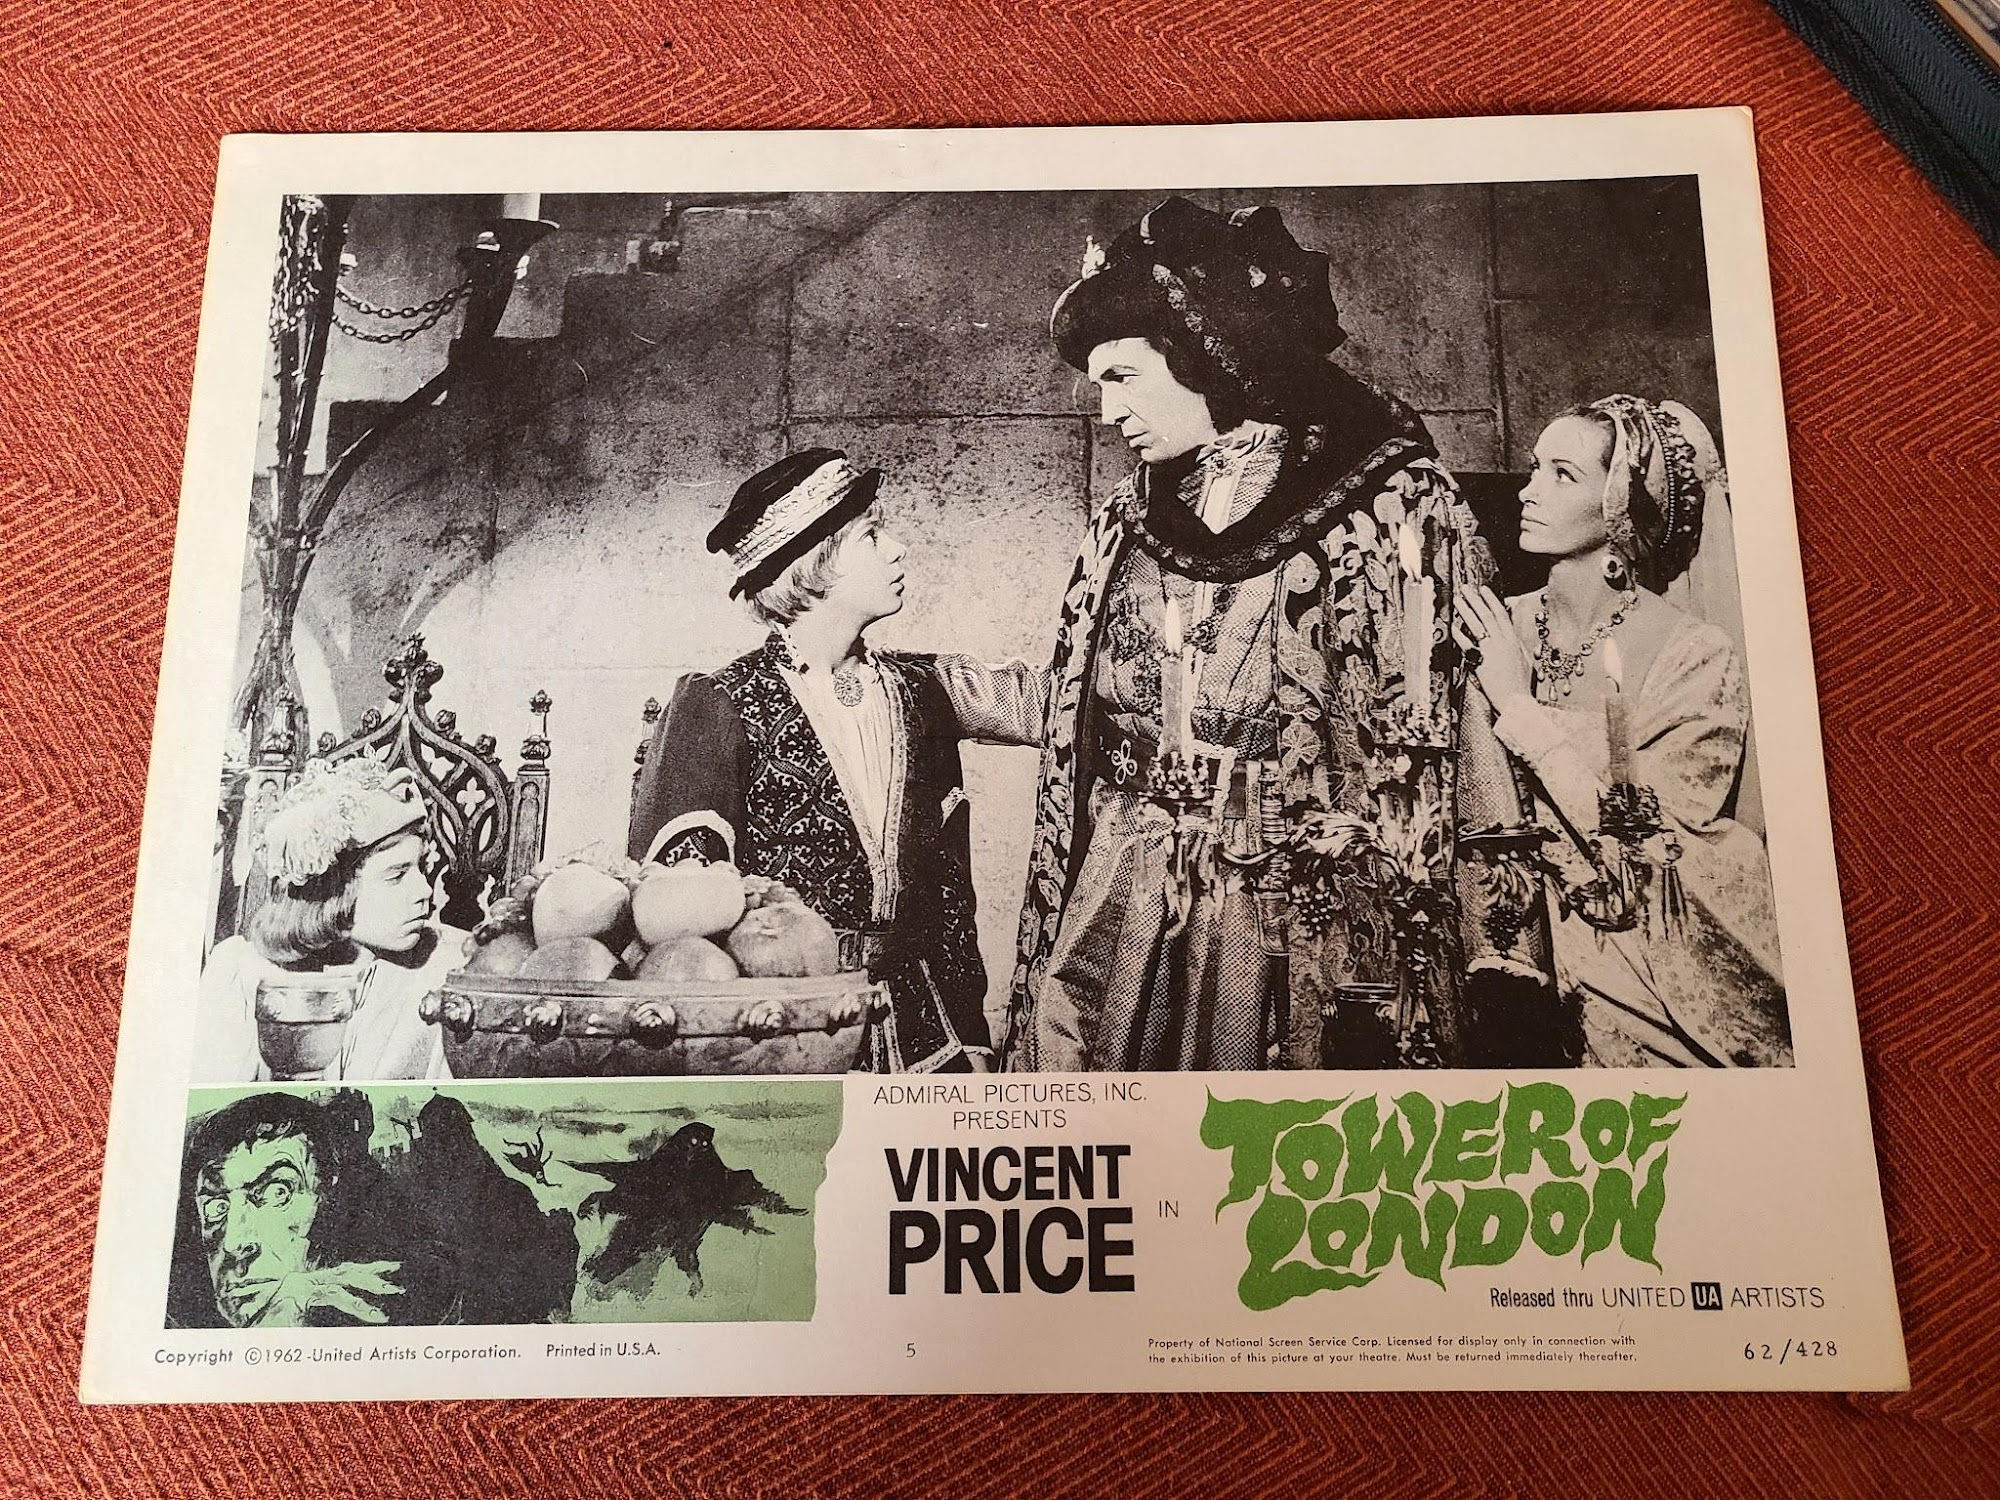 ADMIRAL PICTURES, INC.
PRESENTS
VINCENT
PRICE
IN
TOWER OF
LONDON
Released thru UNITED UA ARTISTS
Copyright ©1962-United Artists Corporation. Printed in U.S.A.
5
Property of National Screen Service Corp. Licensed for display only in connection with
the exhibition of this picture at your theatre. Must be returned immediately thereafter.
62/428